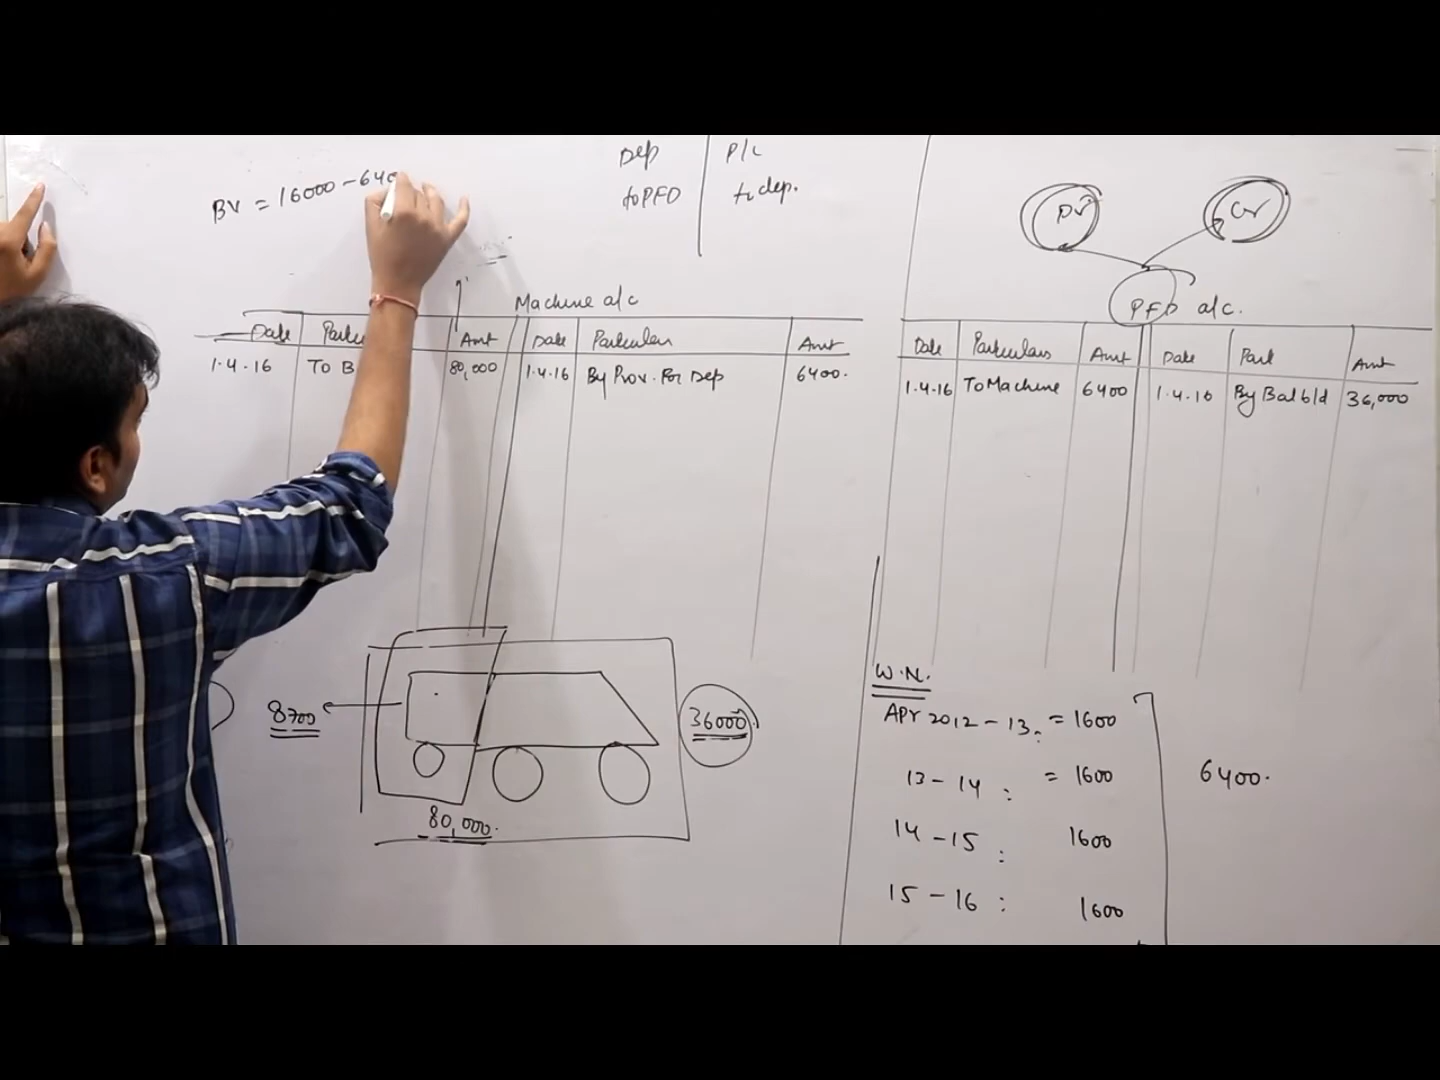 Dep P/L
to PFD to dep.
BV = 16000 - 640
Dr Cr
Machine a/c
PFD a/c.
Date Amt Date Particulars Amt
Date Particulars Amt Date Part Amt
1.4.16 To B 80,000 1.4.16 By Prov. For Dep 6400.
1.4.16 To Machine 6400 1.4.16 By Bal b/d 36,000
W.N.
8700
36000
80,000.
APr 2012 - 13: = 1600
13 - 14 : = 1600
6400.
14 - 15 : 1600
15 - 16 : 1600